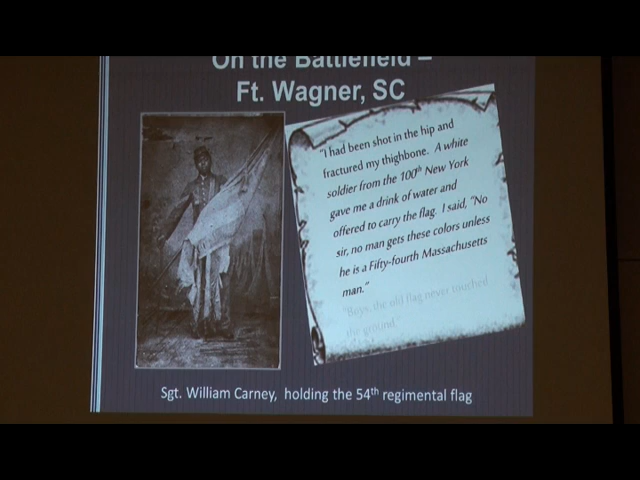 On the Battlefield –
Ft. Wagner, SC
"I had been shot in the hip and
fractured my thighbone. A white
soldier from the 100th New York
gave me a drink of water and
offered to carry the flag. I said, "No
sir, no man gets these colors unless
he is a Fifty-fourth Massachusetts
man."
"Boys, the old flag never touched
the ground."
Sgt. William Carney, holding the 54th regimental flag